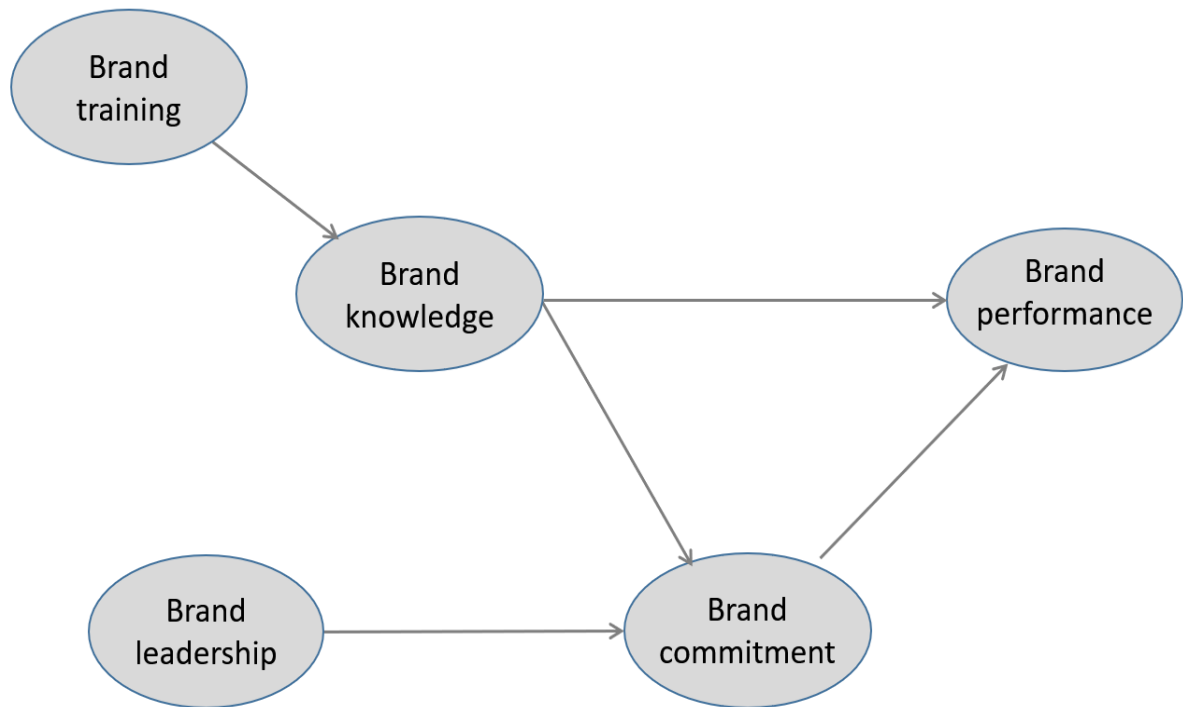 Brand
training
Brand
knowledge
Brand
performance
Brand
leadership
Brand
commitment